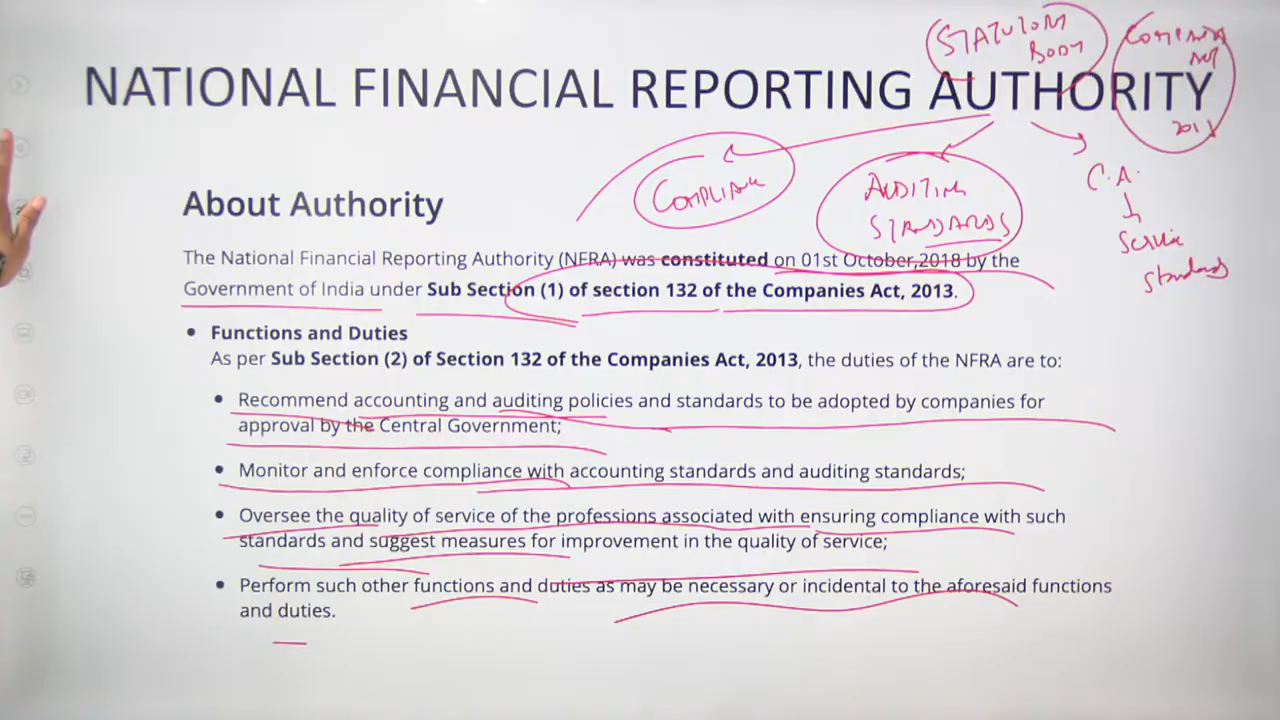 STATUTORY
BODY
COMPANIES
ACT
2013
NATIONAL FINANCIAL REPORTING AUTHORITY
COMPLIANCE
AUDITING
STANDARDS
C.A.
Service
Standards
About Authority
The National Financial Reporting Authority (NFRA) was constituted on 01st October,2018 by the
Government of India under Sub Section (1) of section 132 of the Companies Act, 2013.
Functions and Duties
As per Sub Section (2) of Section 132 of the Companies Act, 2013, the duties of the NFRA are to:
Recommend accounting and auditing policies and standards to be adopted by companies for
approval by the Central Government;
Monitor and enforce compliance with accounting standards and auditing standards;
Oversee the quality of service of the professions associated with ensuring compliance with such
standards and suggest measures for improvement in the quality of service;
Perform such other functions and duties as may be necessary or incidental to the aforesaid functions
and duties.